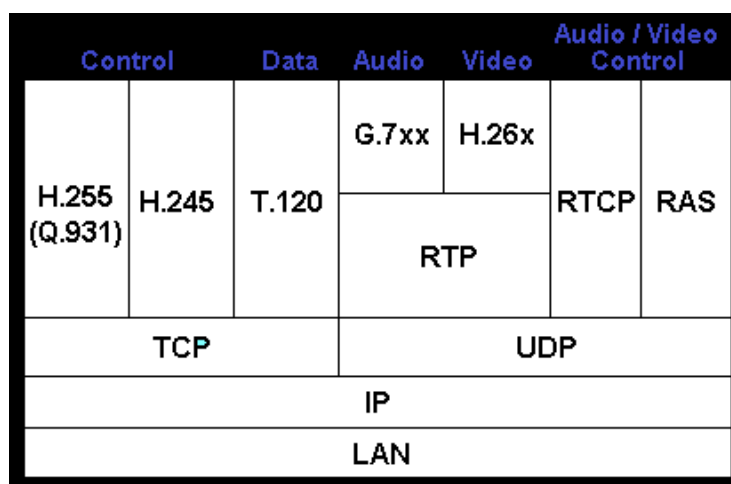 Control Data Audio Video Audio / Video Control
G.7xx H.26x
H.255 (Q.931) H.245 T.120 RTCP RAS
RTP
TCP UDP
IP
LAN